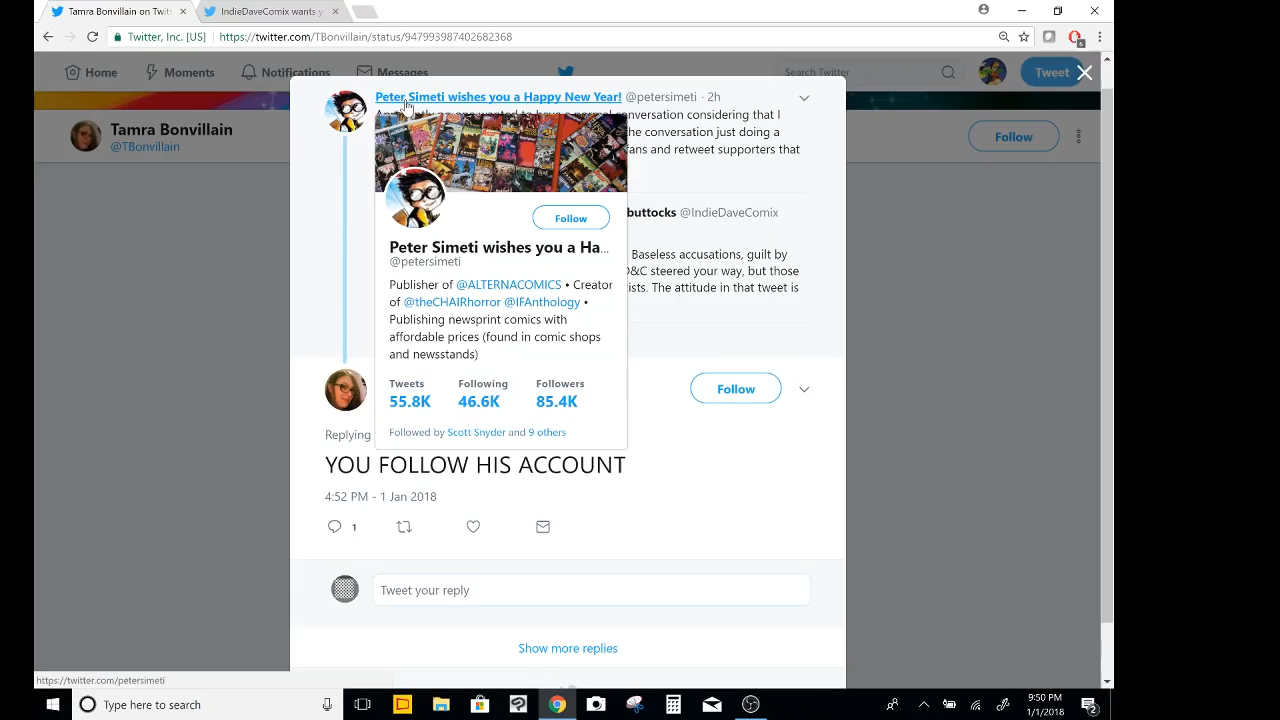 Tamra Bonvillain on Twit
IndieDaveComix wants y
Twitter, Inc. [US]
https://twitter.com/TBonvillain/status/947993987402682368
Home
Moments
Notifications
Messages
Search Twitter
Tweet
Tamra Bonvillain
@TBonvillain
Follow
Peter Simeti wishes you a Happy New Year! @petersimeti · 2h
conversation considering that I
the conversation just doing a
fans and retweet supporters that
buttocks @IndieDaveComix
Baseless accusations, guilt by
D&C steered your way, but those
The attitude in that tweet is
Follow
Peter Simeti wishes you a Ha...
@petersimeti
Publisher of @ALTERNACOMICS • Creator
of @theCHAIRhorror @IFAnthology •
Publishing newsprint comics with
affordable prices (found in comic shops
and newsstands)
Tweets Following Followers
55.8K 46.6K 85.4K
Followed by Scott Snyder and 9 others
Follow
Replying
YOU FOLLOW HIS ACCOUNT
4:52 PM - 1 Jan 2018
1
Tweet your reply
Show more replies
https://twitter.com/petersimeti
Type here to search
9:50 PM
1/1/2018
2